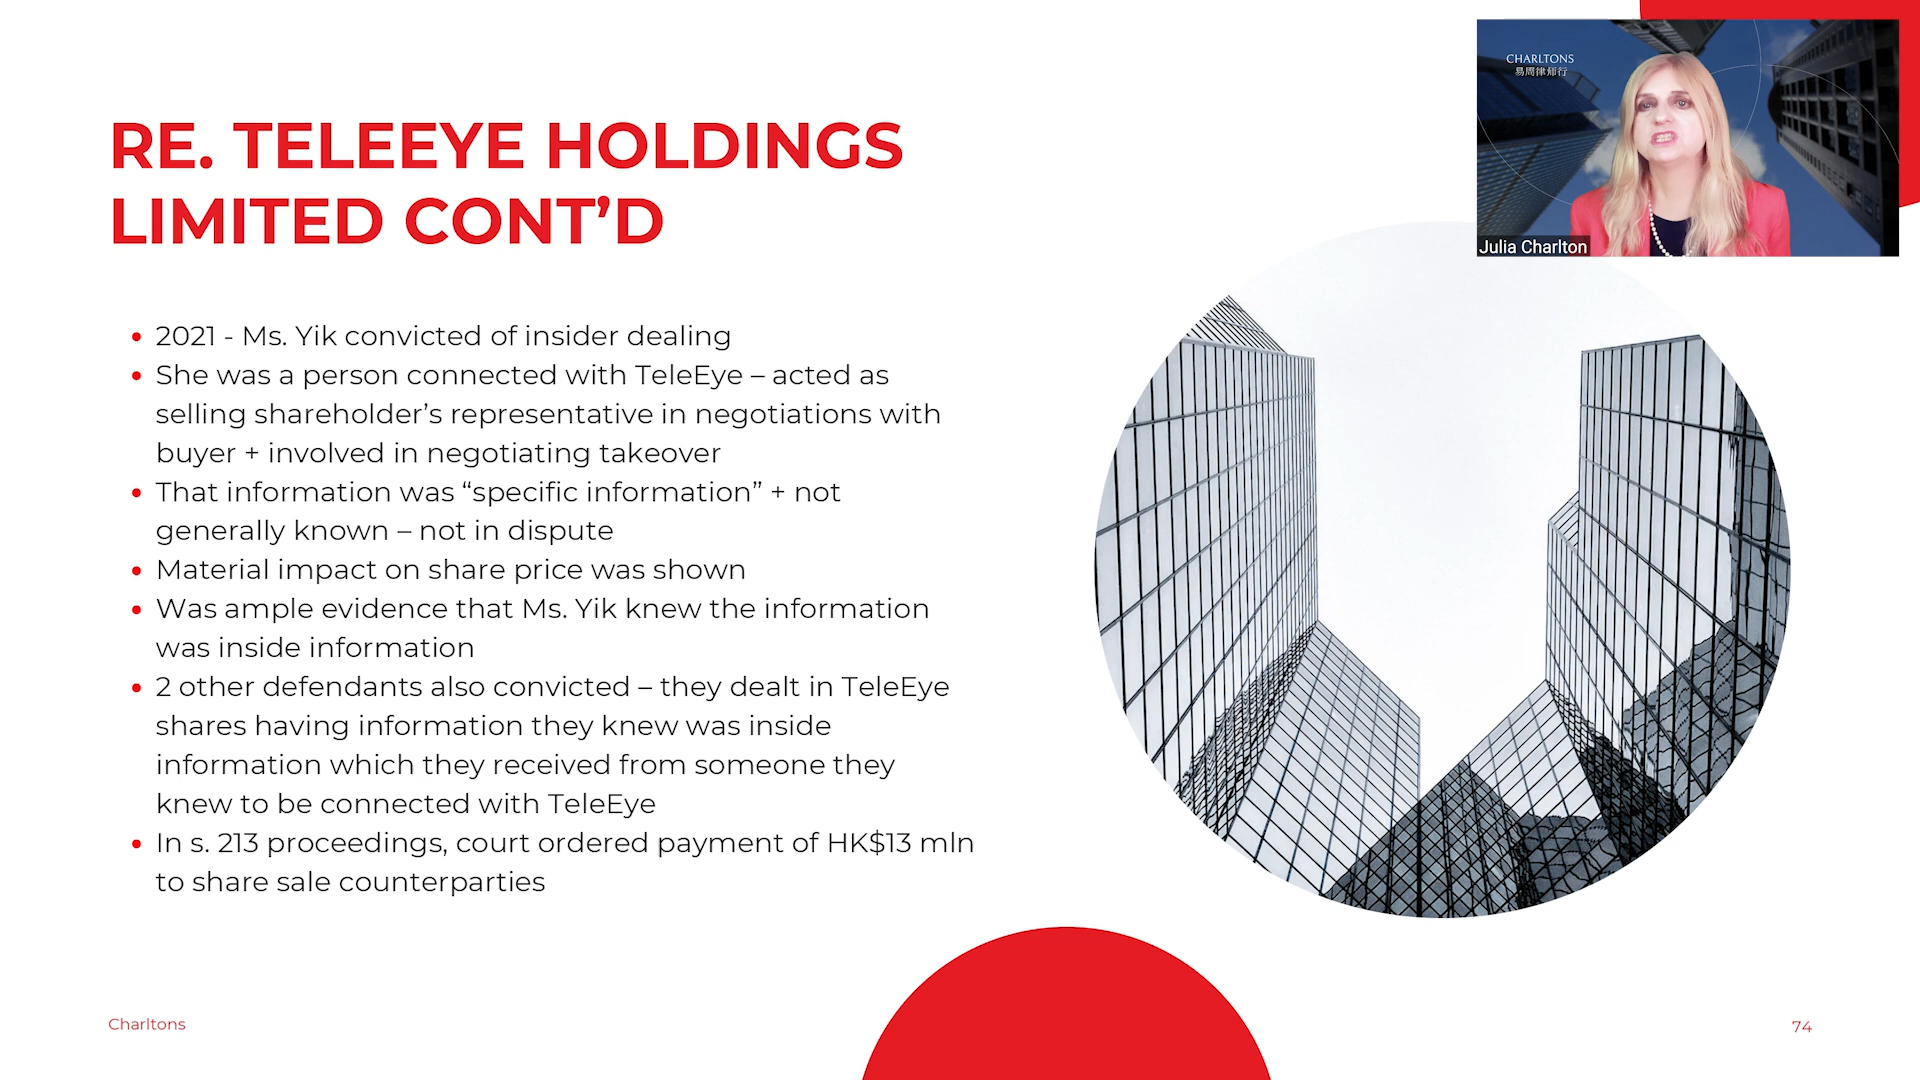 CHARLTONS
易周律师行
Julia Charlton
RE. TELEEYE HOLDINGS
LIMITED CONT’D
• 2021 - Ms. Yik convicted of insider dealing
• She was a person connected with TeleEye – acted as
selling shareholder’s representative in negotiations with
buyer + involved in negotiating takeover
• That information was “specific information” + not
generally known – not in dispute
• Material impact on share price was shown
• Was ample evidence that Ms. Yik knew the information
was inside information
• 2 other defendants also convicted – they dealt in TeleEye
shares having information they knew was inside
information which they received from someone they
knew to be connected with TeleEye
• In s. 213 proceedings, court ordered payment of HK$13 mln
to share sale counterparties
Charltons
74